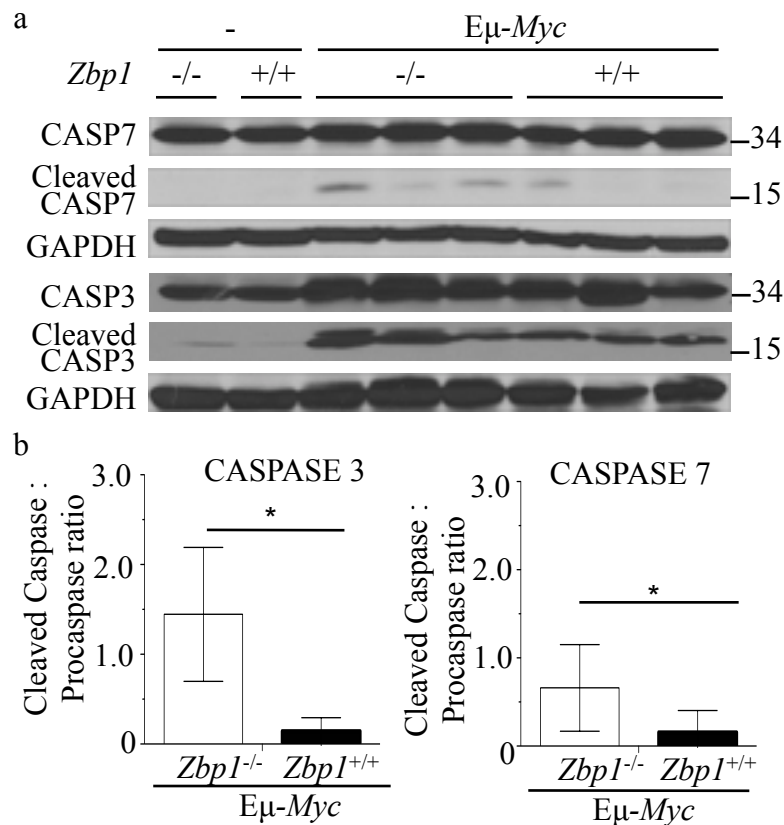 a
- Eμ-Myc
Zbp1 -/- +/+ -/- +/+
CASP7 34
Cleaved
CASP7 15
GAPDH
CASP3 34
Cleaved
CASP3 15
GAPDH
b
CASPASE 3
Cleaved Caspase :
Procaspase ratio
3.0
2.0
1.0
0
*
Zbp1-/- Zbp1+/+
Eμ-Myc
CASPASE 7
Cleaved Caspase :
Procaspase ratio
3.0
2.0
1.0
0
*
Zbp1-/- Zbp1+/+
Eμ-Myc